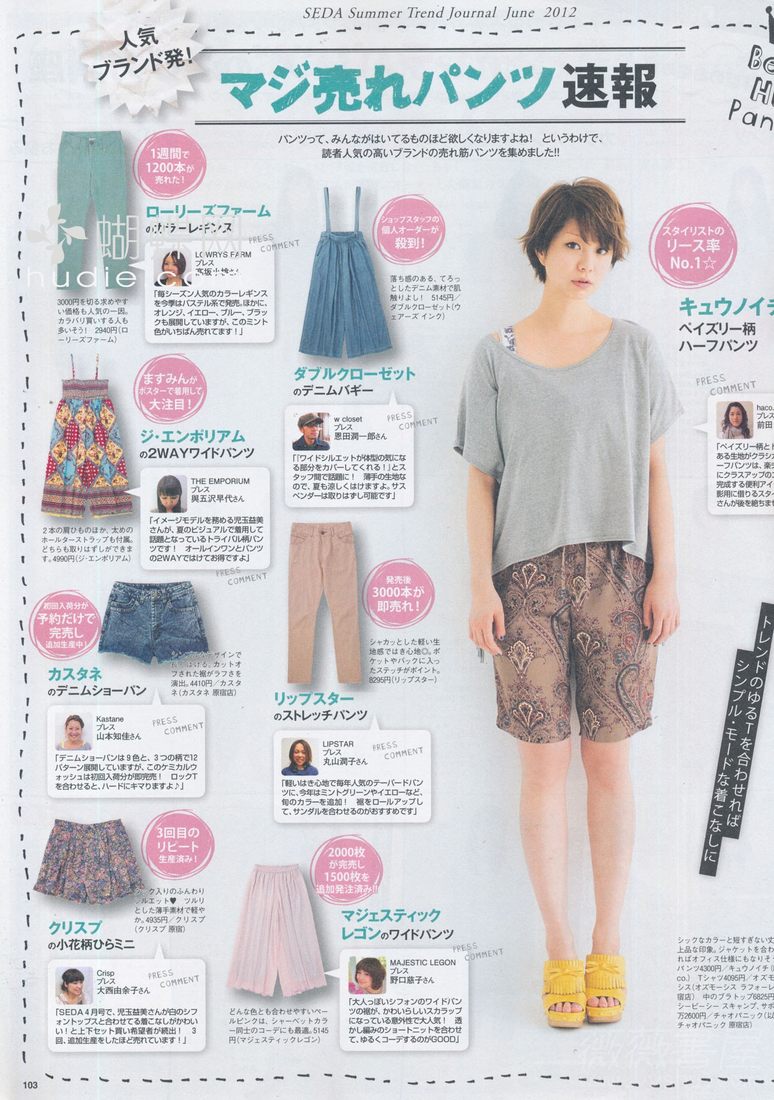 SEDA Summer Trend Journal June 2012
人気
ブランド発!
マジ売れパンツ 速報
Be
H
Pan
パンツって、みんながはいてるものほど欲しくなりますよね! というわけで、
読者人気の高いブランドの売れ筋パンツを集めました!!
1週間で
1200本が
売れた!
ローリーズファーム
のカラーレギンス
PRESS
COMMENT
LOWRYS FARM
プレス
3000円を切る求めやす
い価格も人気の一因。
カラバリ買いする人も
多いそう! 2940円(ロ
ーリーズファーム)
「毎シーズン人気のカラーレギンス
を今季はパステル系で発売。ほかに、
オレンジ、イエロー、ブルー、ブラック
も展開していますが、このミント
色がいちばん売れてます!」
ショップスタッフの
個人オーダーが
殺到!
落ち感のある、てろっ
としたデニム素材で肌
触りよし! 5145円/
ダブルクローゼット(ウ
ェアーズ インク)
ダブルクローゼット
のデニムバギー
PRESS
COMMENT
w closet
プレス
恩田潤一郎さん
「「ワイドシルエットが体型の気にな
る部分をカバーしてくれる!」とス
タッフ間で話題に! 薄手の生地な
ので、夏も涼しくはけますよ。サス
ペンダーは取りはずし可能です」
スタイリストの
リース率
No.1☆
キュウノイチ
ペイズリー柄
ハーフパンツ
PRESS
COMMENT
haco.
プレス
前田
「ペイズリー柄と
ある生地がクラシカ
ーフパンツは、楽
にクラスアップのス
完成する便利アイ
影用に借りるスタ
さんが後を絶ちませ
ますみんが
ポスターで着用して
大注目!
ジ・エンポリアム
の2WAYワイドパンツ
THE EMPORIUM
プレス
與五沢早代さん
2本の肩ひものほか、太めの
ホルターストラップも付属。
どちらも取りはずしができま
す。4990円(ジ・エンポリアム)
「イメージモデルを務める児玉益美
さんが、夏のビジュアルで着用して
話題となっているトライバル柄パ
ンツです! オールインワンとパンツ
の2WAYではけてお得ですよ」
PRESS
COMMENT
初回入荷分が
予約だけで
完売し
追加生産中!
デザインで
長 はける。カットオ
フされた裾がラフさを
演出。4410円/カスタ
ネ(カスタネ 原宿店)
カスタネ
のデニムショーパン
PRESS
COMMENT
Kastane
プレス
山本知佳さん
「デニムショーパンは9色と、3つの柄で12
パターン展開していますが、このケミカルウ
ォッシュは初回入荷分が即完売! ロックT
を合わせると、ハードにキマりますよ♪」
発売後
3000本が
即売れ!
シャカッとした軽い生
地感ではき心地◎。ポ
ケットやバックに入っ
たステッチがポイント。
8295円(リップスター)
リップスター
のストレッチパンツ
PRESS
COMMENT
LIPSTAR
プレス
丸山潤子さん
「軽いはき心地で毎年人気のテーパードパン
ツに、今年はミントグリーンやイエローなど、
旬のカラーを追加! 裾をロールアップして、
サンダルを合わせるのがおすすめです」
トレンドのゆるTを合わせれば
シンプル・モードな着こなしに
3回目の
リピート
生産済み!
ック入りのふんわり
ルエット♥ ツルリ
とした薄手素材で軽や
か。4935円/クリスプ
(クリスプ 原宿)
クリスプ
の小花柄ひらミニ
PRESS
COMMENT
Crisp
プレス
大西由余子さん
「SEDA4月号で、児玉益美さんが白のシ
フォントップスと合わせてる着こなしがかわい
い!と上下セット買い希望者が続出! 3
回、追加生産をしたほど売れています!」
2000枚
が完売し
1500枚を
追加発注済み!!
マジェスティック
レゴンのワイドパンツ
PRESS
COMMENT
MAJESTIC LEGON
プレス
野口慈子さん
どんな色とも合わせやすいペー
ルピンクは、シャーベットカラ
ー同士のコーデにも最適。5145
円(マジェスティックレゴン)
「大人っぽいシフォンのワイドパン
ツの裾が、かわいらしいスカラップ
になっている意外性で大人気! 透
かし編みのショートニットを合わせ
て、ゆるくコーデするのがGOOD」
シックなカラーと短すぎない丈
上品な印象。ジャケットを合わ
ればオフィス仕様にもなりそう
パンツ4300円/キュウノイチ(
co.) Tシャツ4095円/オズモー
シス(オズモーシス ラフォーレ
宿店) 中のブラトップ6825円
シービーシー スキャンプ、サボ
万2600円/チャオパニック(以
チャオパニック 原宿店)
103
蝴蝶网
hudie.co